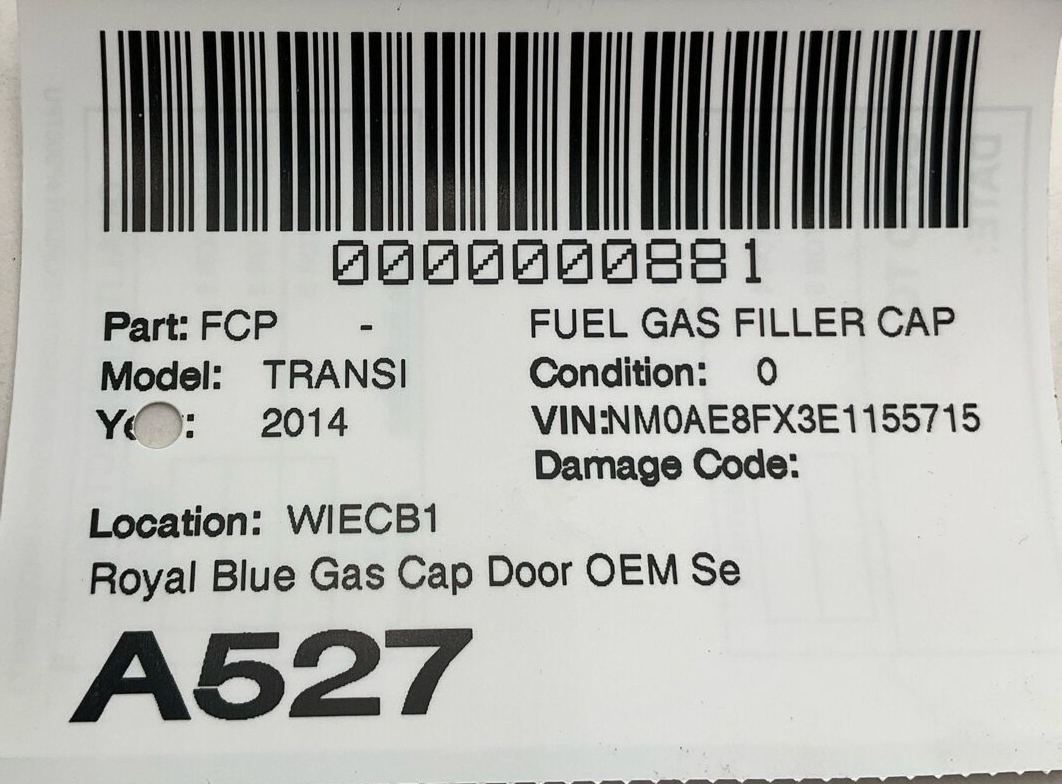 0000000881
Part: FCP - FUEL GAS FILLER CAP
Model: TRANSI Condition: 0
Ye : 2014 VIN:NM0AE8FX3E1155715
Damage Code:
Location: WIECB1
Royal Blue Gas Cap Door OEM Se
A527